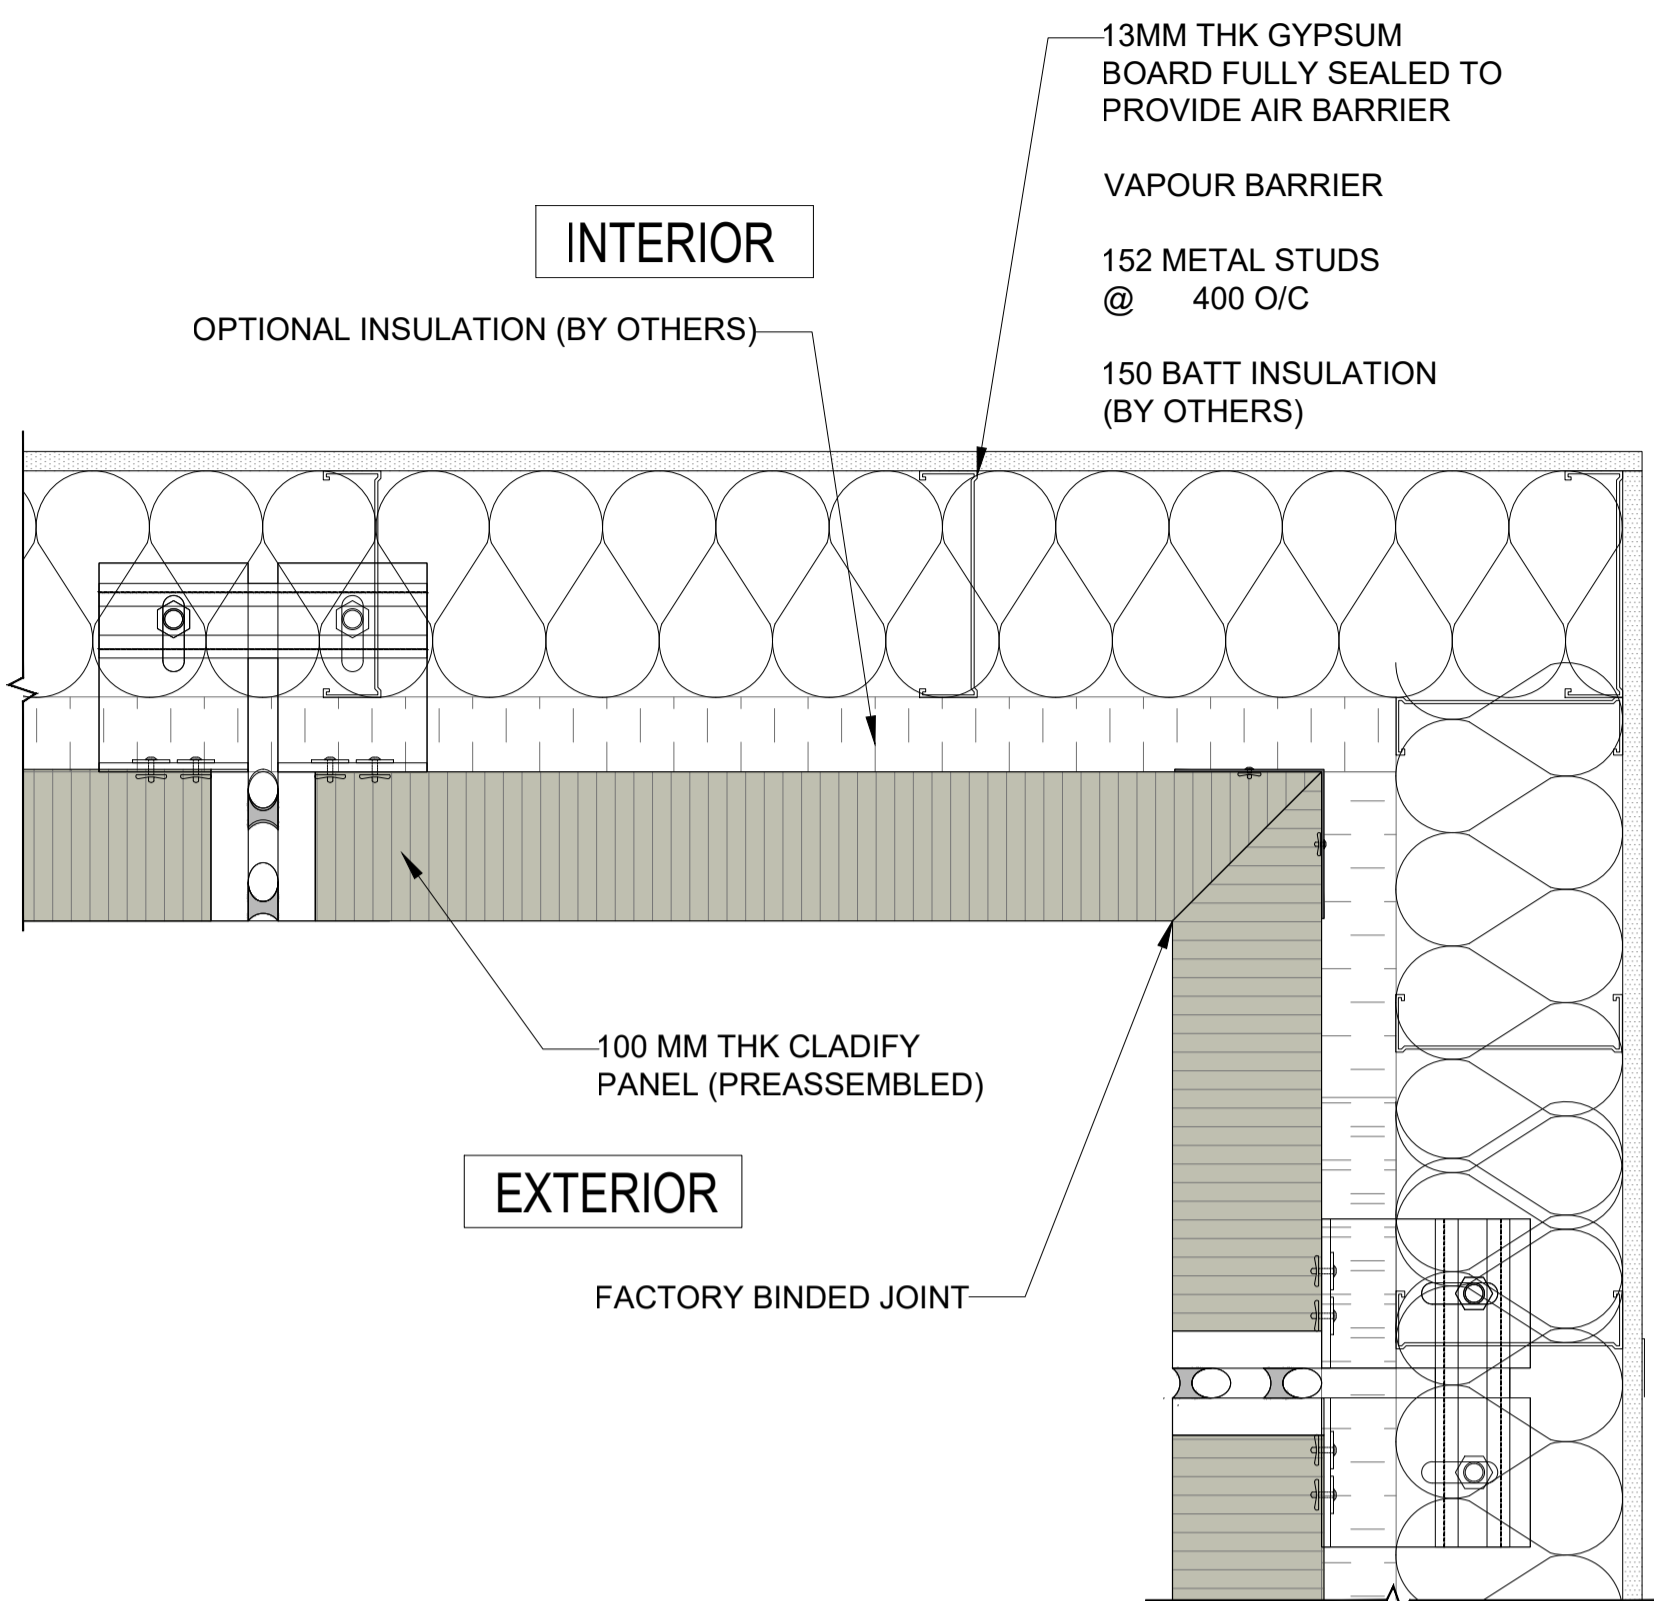 13MM THK GYPSUM
BOARD FULLY SEALED TO
PROVIDE AIR BARRIER
VAPOUR BARRIER
152 METAL STUDS
@ 400 O/C
150 BATT INSULATION
(BY OTHERS)
INTERIOR
OPTIONAL INSULATION (BY OTHERS)
100 MM THK CLADIFY
PANEL (PREASSEMBLED)
EXTERIOR
FACTORY BINDED JOINT